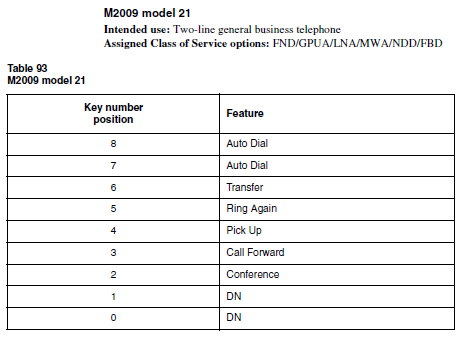 M2009 model 21
Intended use: Two-line general business telephone
Assigned Class of Service options: FND/GPUA/LNA/MWA/NDD/FBD
Table 93
M2009 model 21
Key number position Feature
8 Auto Dial
7 Auto Dial
6 Transfer
5 Ring Again
4 Pick Up
3 Call Forward
2 Conference
1 DN
0 DN